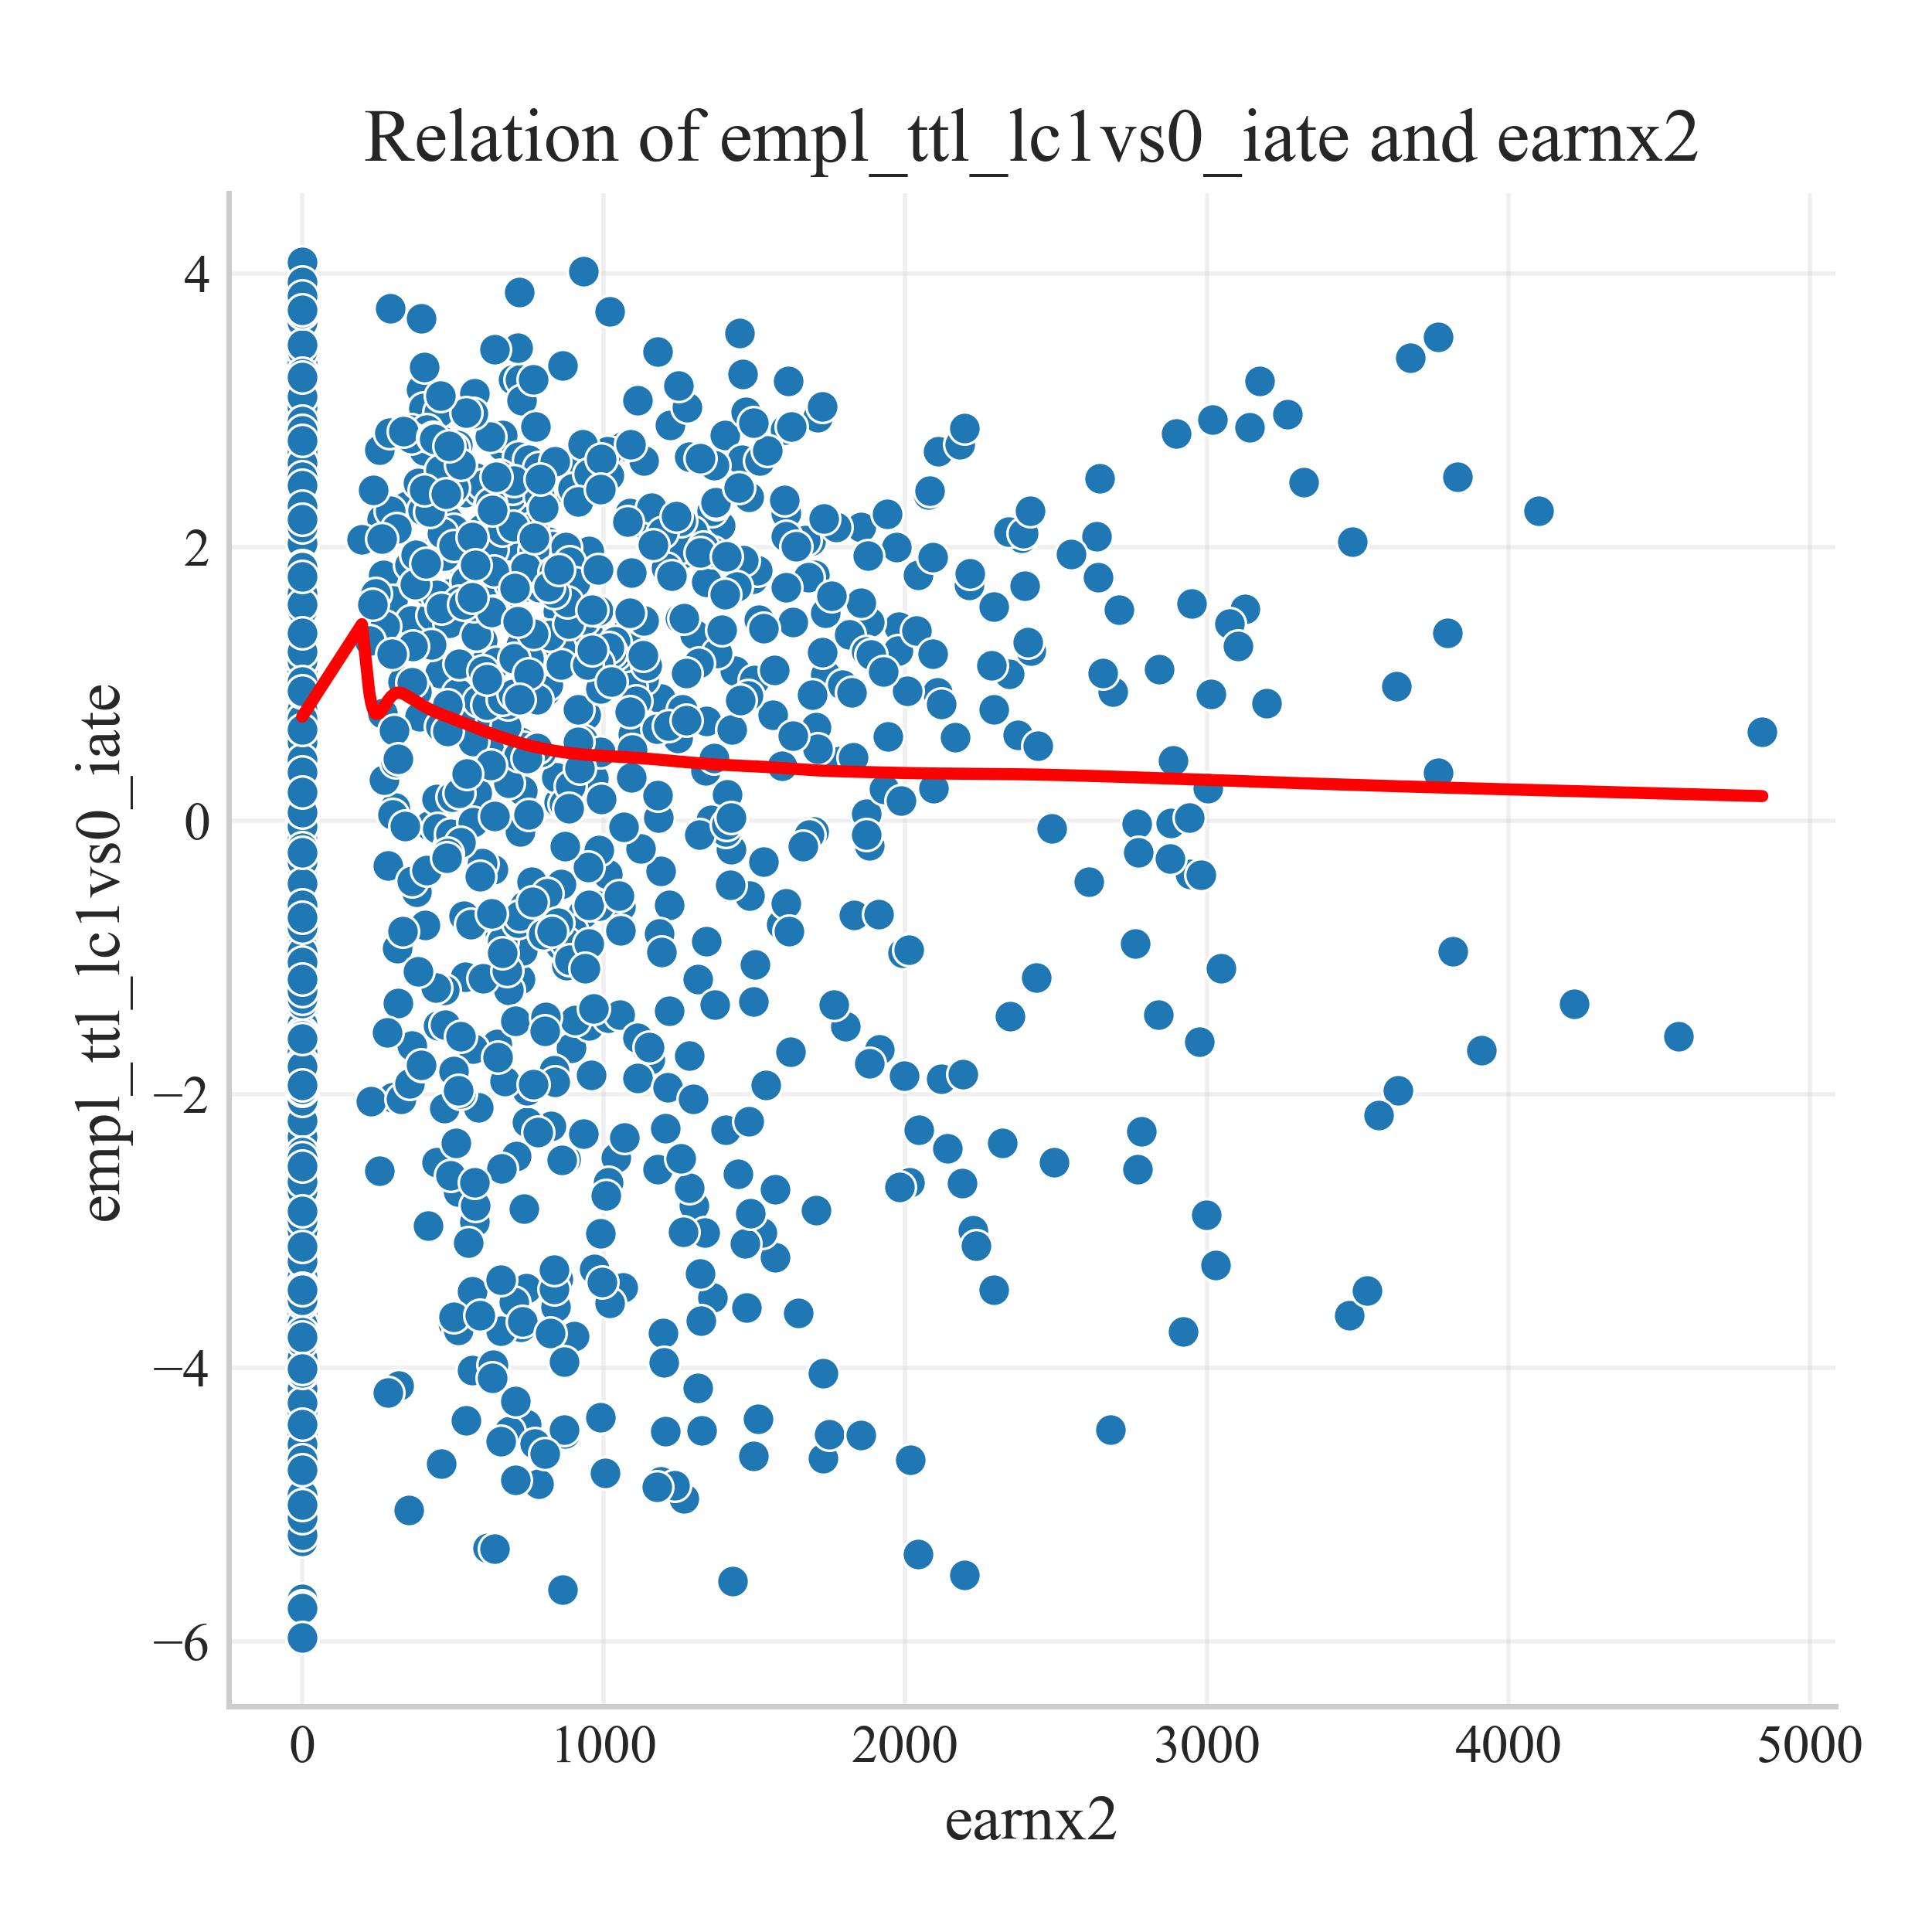 Relation of empl_ttl_lc1vs0_iate and earnx2
empl_ttl_lc1vs0_iate
4
2
0
−2
−4
−6
0 1000 2000 3000 4000 5000
earnx2